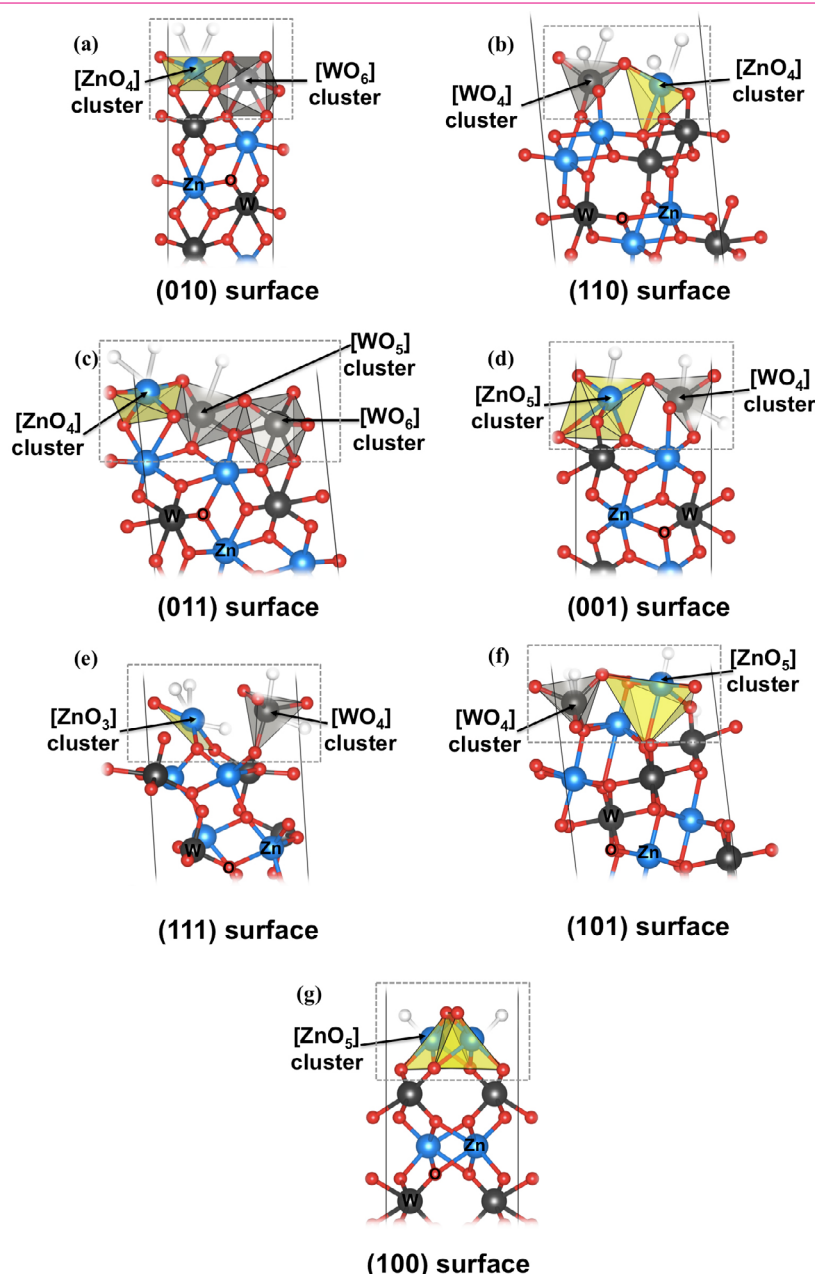 (a)
[ZnO4]
cluster
[WO6]
cluster
Zn
O
W
(010) surface
(b)
[WO4]
cluster
[ZnO4]
cluster
W
O
Zn
(110) surface
(c)
[WO5]
cluster
[ZnO4]
cluster
[WO6]
cluster
W
O
Zn
(011) surface
(d)
[ZnO5]
cluster
[WO4]
cluster
Zn
W
O
(001) surface
(e)
[ZnO3]
cluster
[WO4]
cluster
W
Zn
O
(111) surface
(f)
[ZnO5]
cluster
[WO4]
cluster
W
O
Zn
(101) surface
(g)
[ZnO5]
cluster
Zn
O
W
(100) surface